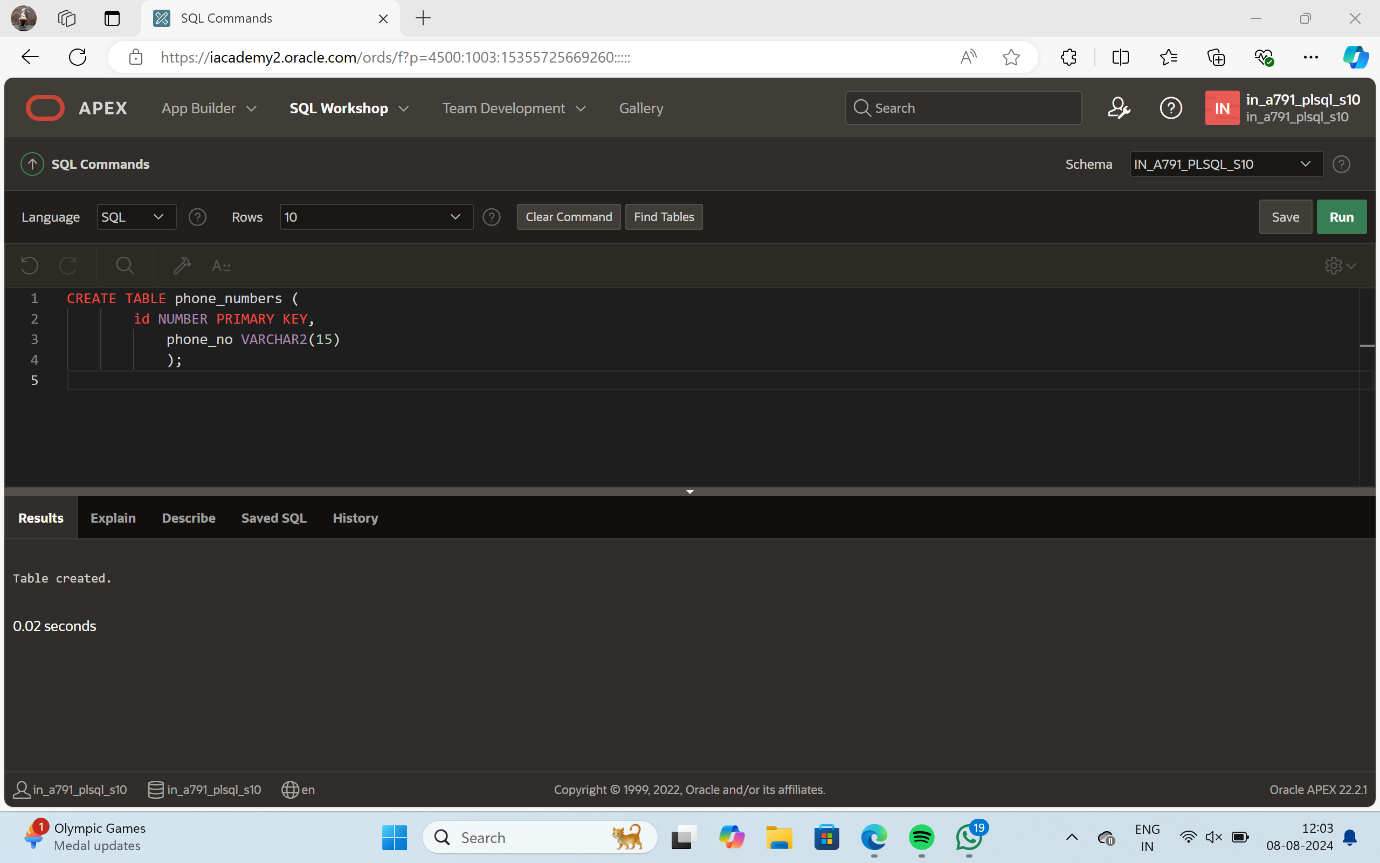 SQL Commands
https://iacademy2.oracle.com/ords/f?p=4500:1003:15355725669260:::::
APEX App Builder SQL Workshop Team Development Gallery Search IN in_a791_plsql_s10
in_a791_plsql_s10
SQL Commands Schema IN_A791_PLSQL_S10
Language SQL Rows 10 Clear Command Find Tables Save Run
1 CREATE TABLE phone_numbers (
2 id NUMBER PRIMARY KEY,
3 phone_no VARCHAR2(15)
4 );
5
Results Explain Describe Saved SQL History
Table created.
0.02 seconds
in_a791_plsql_s10 in_a791_plsql_s10 en Copyright © 1999, 2022, Oracle and/or its affiliates. Oracle APEX 22.2.1
1 Olympic Games
Medal updates
Search
19
ENG
IN
12:03
08-08-2024